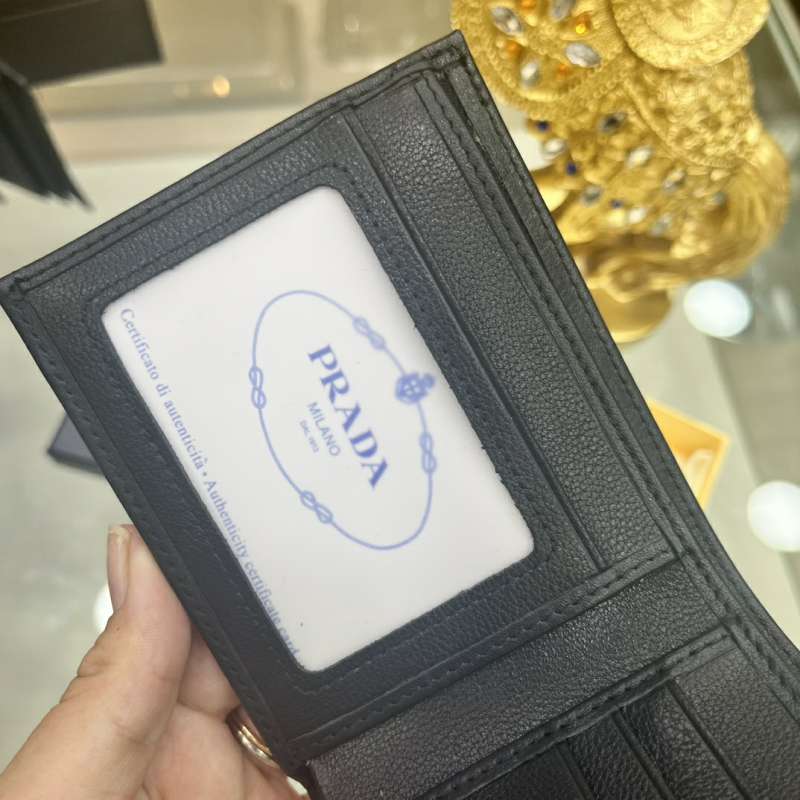 PRADA
MILANO
DAL 1913
Certificato di autenticità • Authenticity certificate card